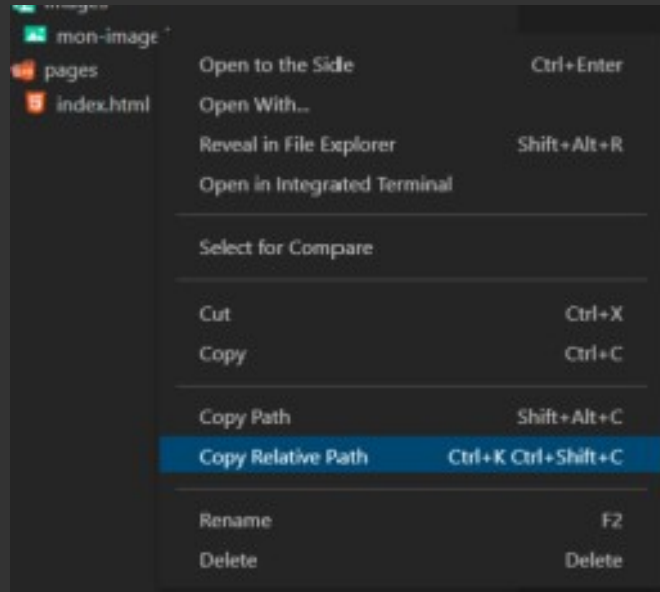 images
mon-image
pages
index.html
Open to the Side Ctrl+Enter
Open With...
Reveal in File Explorer Shift+Alt+R
Open in Integrated Terminal
Select for Compare
Cut Ctrl+X
Copy Ctrl+C
Copy Path Shift+Alt+C
Copy Relative Path Ctrl+K Ctrl+Shift+C
Rename F2
Delete Delete